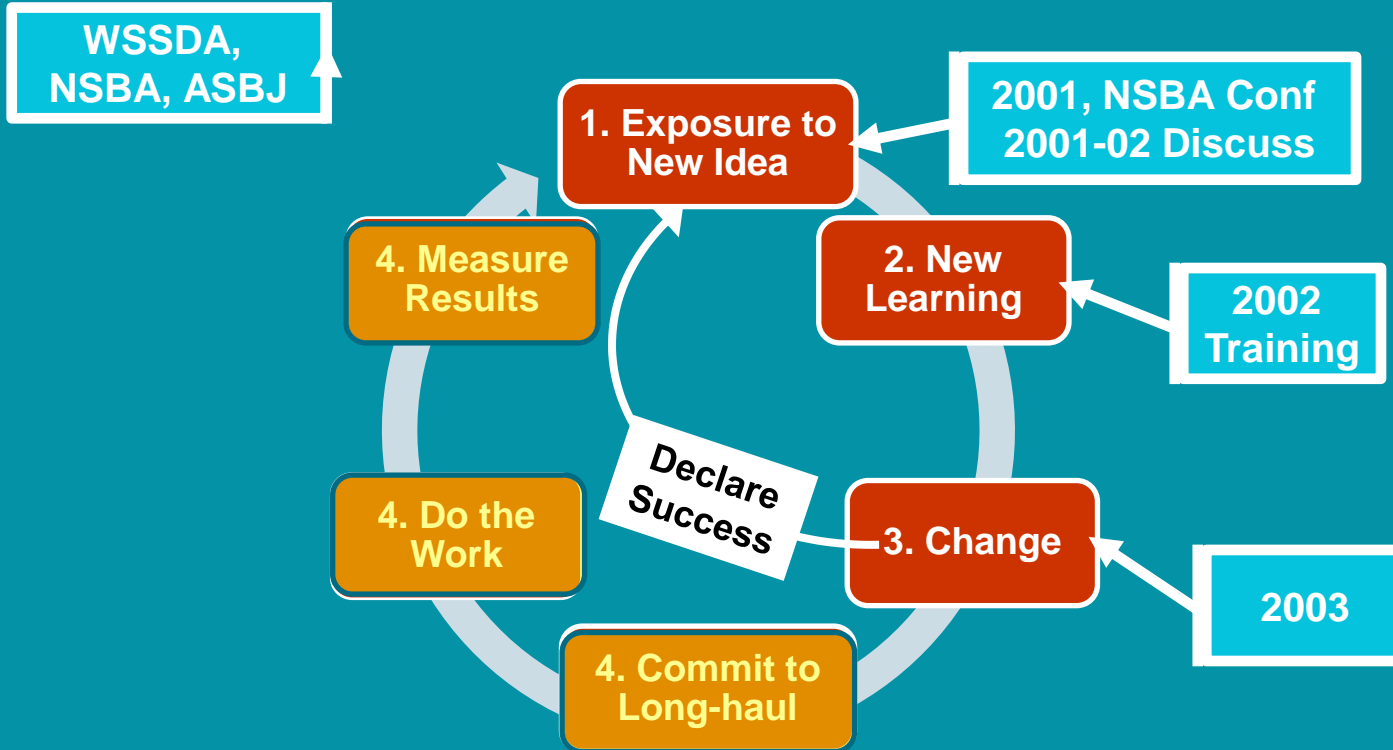 WSSDA,
NSBA, ASBJ
1. Exposure to
New Idea
2001, NSBA Conf
2001-02 Discuss
4. Measure
Results
2. New
Learning
2002
Training
Declare
Success
4. Do the
Work
3. Change
2003
4. Commit to
Long-haul